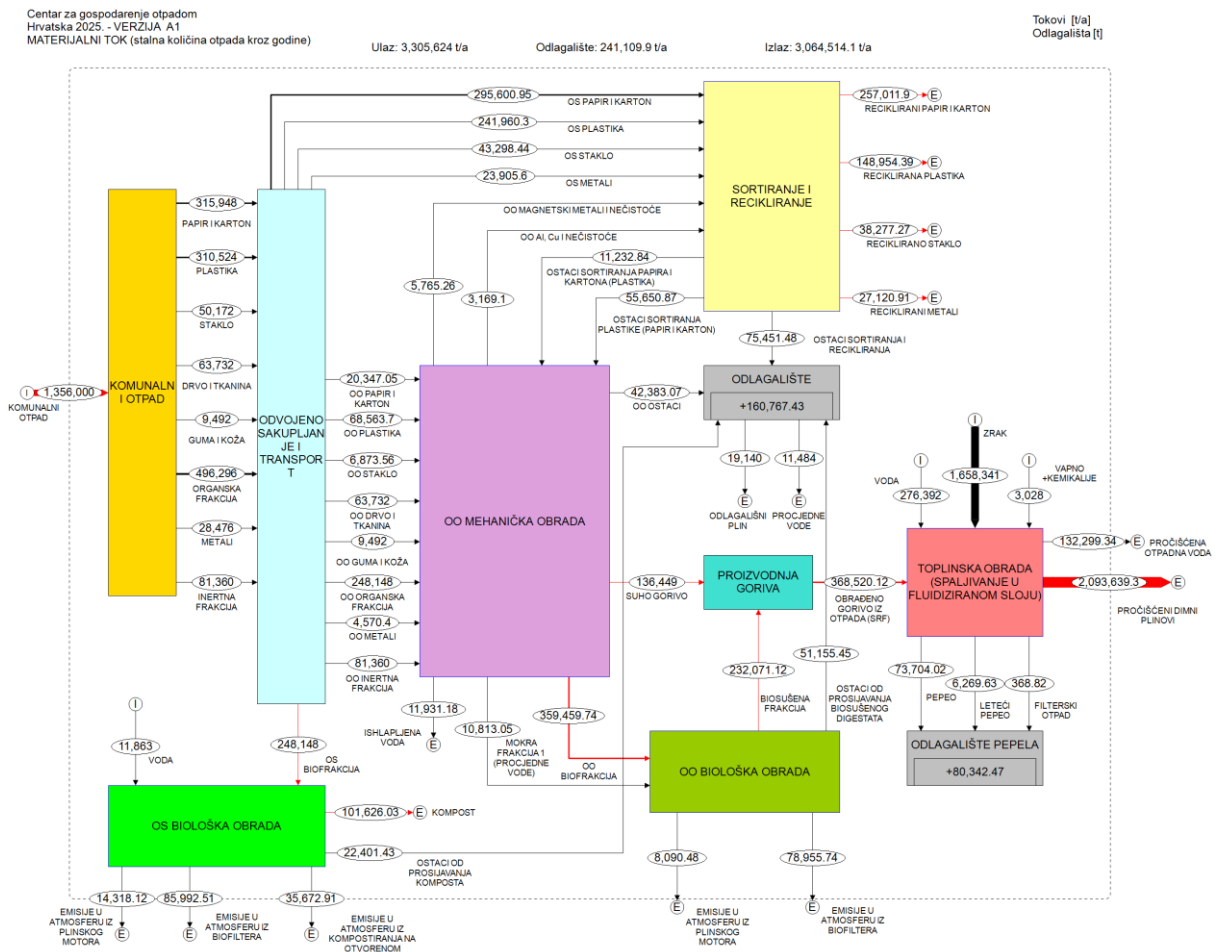 Centar za gospodarenje otpadom
Hrvatska 2025. - VERZIJA A1
MATERIJALNI TOK (stalna količina otpada kroz godine)
Ulaz: 3,305,624 t/a
Odlagalište: 241,109.9 t/a
Izlaz: 3,064,514.1 t/a
Tokovi [t/a]
Odlagališta [t]
295,600.95
OS PAPIR I KARTON
241,960.3
OS PLASTIKA
43,298.44
OS STAKLO
23,905.6
OS METALI
OO MAGNETSKI METALI I NEČISTOĆE
5,765.26
OO Al, Cu I NEČISTOĆE
3,169.1
SORTIRANJE I
RECIKLIRANJE
257,011.9
E
RECIKLIRANI PAPIR I KARTON
148,954.39
E
RECIKLIRANA PLASTIKA
38,277.27
E
RECIKLIRANO STAKLO
27,120.91
E
RECIKLIRANI METALI
11,232.84
OSTACI SORTIRANJA PAPIRA I
KARTONA (PLASTIKA)
55,650.87
OSTACI SORTIRANJA
PLASTIKE (PAPIR I KARTON)
75,451.48
OSTACI SORTIRANJA I
RECIKLIRANJA
I
1,356,000
KOMUNALNI
OTPAD
KOMUNALN
I OTPAD
315,948
PAPIR I KARTON
310,524
PLASTIKA
50,172
STAKLO
63,732
DRVO I TKANINA
9,492
GUMA I KOŽA
496,296
ORGANSKA
FRAKCIJA
28,476
METALI
81,360
INERTNA
FRAKCIJA
ODVOJENO
SAKUPLJAN
JE I
TRANSPOR
T
20,347.05
OO PAPIR I
KARTON
68,563.7
OO PLASTIKA
6,873.56
OO STAKLO
63,732
OO DRVO I
TKANINA
9,492
OO GUMA I KOŽA
248,148
OO ORGANSKA
FRAKCIJA
4,570.4
OO METALI
81,360
OO INERTNA
FRAKCIJA
OO MEHANIČKA OBRADA
42,383.07
OO OSTACI
ODLAGALIŠTE
+160,767.43
19,140
E
ODLAGALIŠNI
PLIN
11,484
E
PROCJEDNE
VODE
136,449
SUHO GORIVO
PROIZVODNJA
GORIVA
368,520.12
OBRAĐENO
GORIVO IZ
OTPADA (SRF)
I
ZRAK
1,658,341
I
VODA
276,392
I
VAPNO
+KEMIKALIJE
3,028
TOPLINSKA OBRADA
(SPALJIVANJE U
FLUIDIZIRANOM SLOJU)
132,299.34
E
PROČIŠĆENA
OTPADNA VODA
2,093,639.3
E
PROČIŠĆENI DIMNI
PLINOVI
73,704.02
PEPEO
6,269.63
LETEĆI
PEPEO
368.82
FILTERSKI
OTPAD
ODLAGALIŠTE PEPELA
+80,342.47
232,071.12
BIOSUŠENA
FRAKCIJA
51,155.45
OSTACI OD
PROSIJAVANJA
BIOSUŠENOG
DIGESTATA
11,931.18
ISHLAPLJENA
VODA
E
10,813.05
MOKRA
FRAKCIJA 1
(PROCJEDNE
VODE)
359,459.74
OO
BIOFRAKCIJA
OO BIOLOŠKA OBRADA
8,090.48
E
EMISIJE U
ATMOSFERU IZ
PLINSKOG
MOTORA
78,955.74
E
EMISIJE U
ATMOSFERU IZ
BIOFILTERA
I
11,863
VODA
248,148
OS
BIOFRAKCIJA
OS BIOLOŠKA OBRADA
101,626.03
E
KOMPOST
22,401.43
OSTACI OD
PROSIJAVANJA
KOMPOSTA
14,318.12
EMISIJE U
ATMOSFERU IZ
PLINSKOG
MOTORA
E
85,992.51
E
EMISIJE U
ATMOSFERU IZ
BIOFILTERA
35,672.91
E
EMISIJE U
ATMOSFERU IZ
KOMPOSTIRANJA NA
OTVORENOM